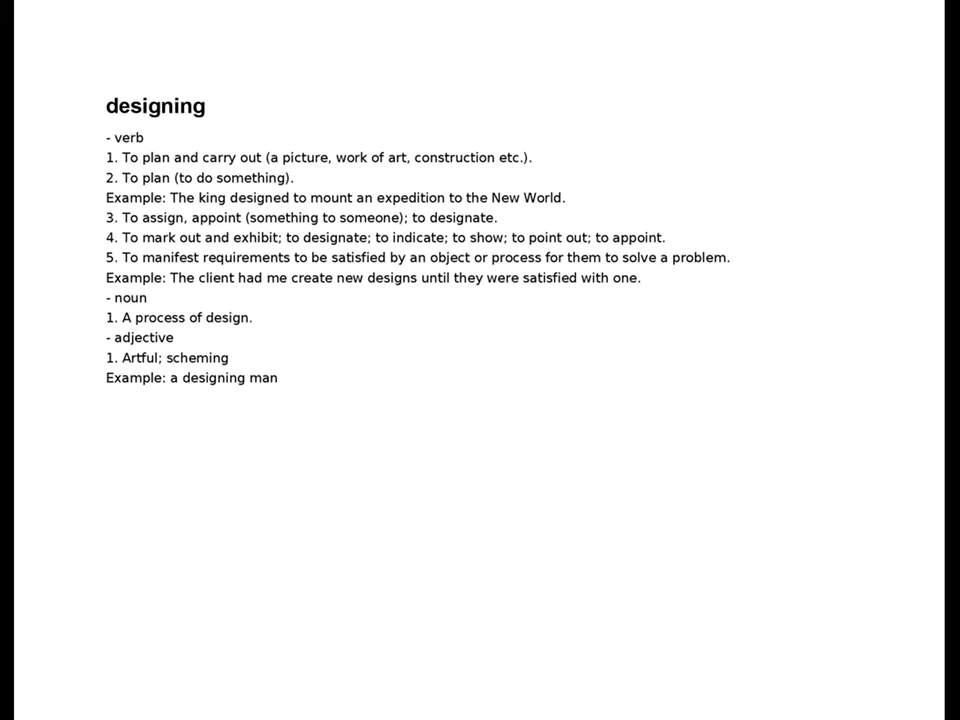 designing
- verb
1. To plan and carry out (a picture, work of art, construction etc.).
2. To plan (to do something).
Example: The king designed to mount an expedition to the New World.
3. To assign, appoint (something to someone); to designate.
4. To mark out and exhibit; to designate; to indicate; to show; to point out; to appoint.
5. To manifest requirements to be satisfied by an object or process for them to solve a problem.
Example: The client had me create new designs until they were satisfied with one.
- noun
1. A process of design.
- adjective
1. Artful; scheming
Example: a designing man